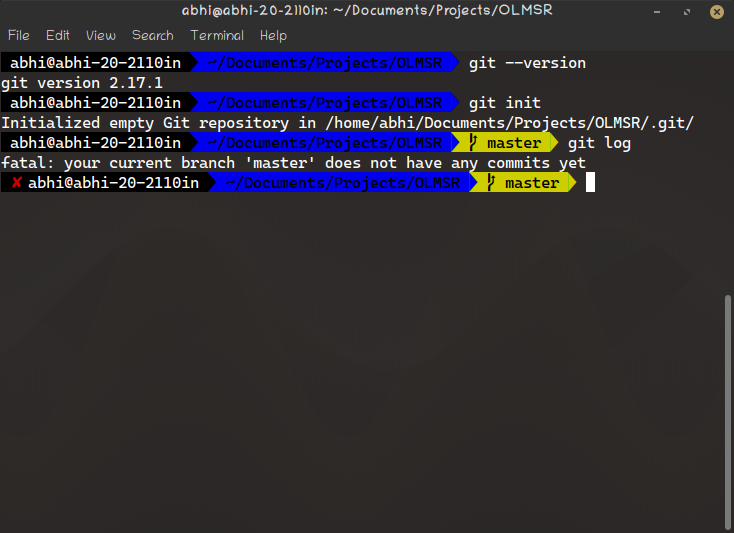 abhi@abhi-20-2110in: ~/Documents/Projects/OLMSR
File Edit View Search Terminal Help
abhi@abhi-20-2110in ~/Documents/Projects/OLMSR git --version
git version 2.17.1
abhi@abhi-20-2110in ~/Documents/Projects/OLMSR git init
Initialized empty Git repository in /home/abhi/Documents/Projects/OLMSR/.git/
abhi@abhi-20-2110in ~/Documents/Projects/OLMSR master git log
fatal: your current branch 'master' does not have any commits yet
✘ abhi@abhi-20-2110in ~/Documents/Projects/OLMSR master